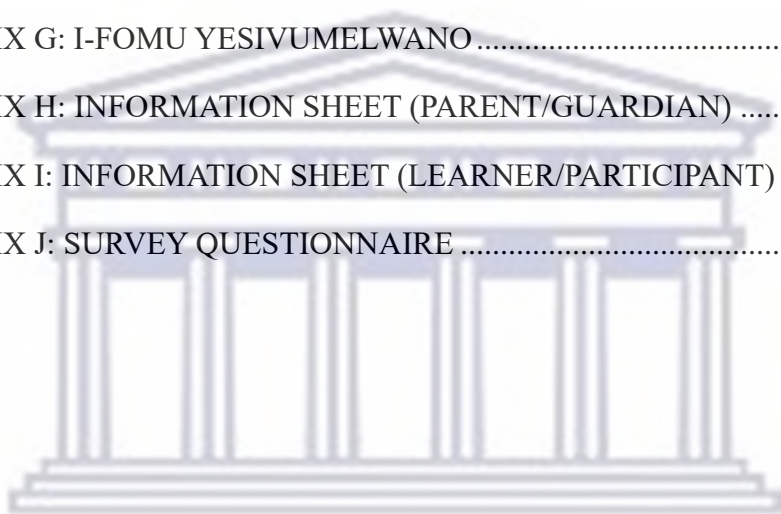 IX G: I-FOMU YESIVUMELWANO....................................
IX H: INFORMATION SHEET (PARENT/GUARDIAN) .....
IX I: INFORMATION SHEET (LEARNER/PARTICIPANT)
IX J: SURVEY QUESTIONNAIRE.......................................